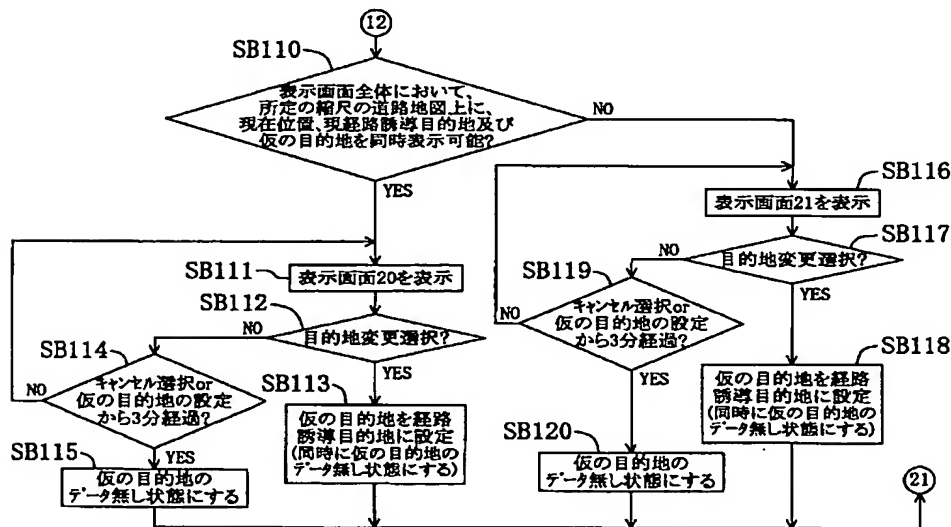 12
SB110
表示画面全体において、
所定の縮尺の道路地図上に、
現在位置、現経路誘導目的地及び
仮の目的地を同時表示可能?
NO
YES
SB111
表示画面20を表示
SB112
目的地変更選択?
NO
YES
SB114
キャンセル選択or
仮の目的地の設定
から3分経過?
NO
YES
SB113
仮の目的地を経路
誘導目的地に設定
(同時に仮の目的地の
データ無し状態にする)
SB115
仮の目的地の
データ無し状態にする
SB116
表示画面21を表示
SB117
目的地変更選択?
NO
YES
SB119
キャンセル選択or
仮の目的地の設定
から3分経過?
NO
YES
SB118
仮の目的地を経路
誘導目的地に設定
(同時に仮の目的地の
データ無し状態にする)
SB120
仮の目的地の
データ無し状態にする
21